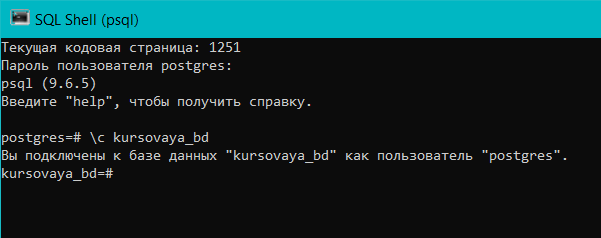 SQL Shell (psql)
Текущая кодовая страница: 1251
Пароль пользователя postgres:
psql (9.6.5)
Введите "help", чтобы получить справку.
postgres=# \c kursovaya_bd
Вы подключены к базе данных "kursovaya_bd" как пользователь "postgres".
kursovaya_bd=#